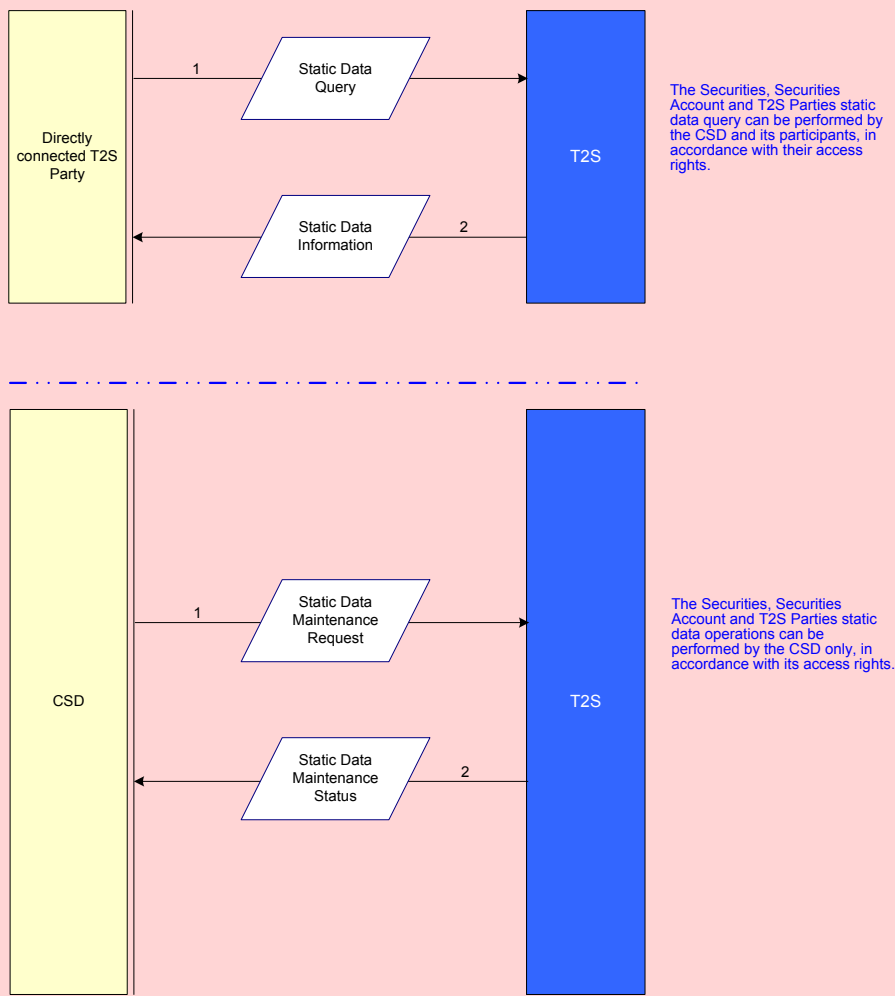 1
Static Data
Query
Directly
connected T2S
Party
T2S
The Securities, Securities
Account and T2S Parties static
data query can be performed by
the CSD and its participants, in
accordance with their access
rights.
Static Data
Information
2
1
Static Data
Maintenance
Request
The Securities, Securities
Account and T2S Parties static
data operations can be
performed by the CSD only, in
accordance with its access rights.
CSD
T2S
Static Data
Maintenance
Status
2